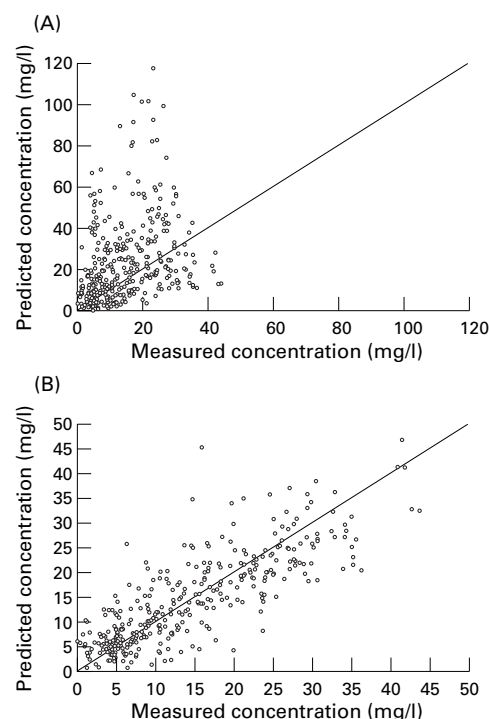 (A)
Predicted concentration (mg/l)
120
100
80
60
40
20
0
0 20 40 60 80 100 120
Measured concentration (mg/l)
(B)
Predicted concentration (mg/l)
50
45
40
35
30
25
20
15
10
5
0
0 5 10 15 20 25 30 35 40 45 50
Measured concentration (mg/l)